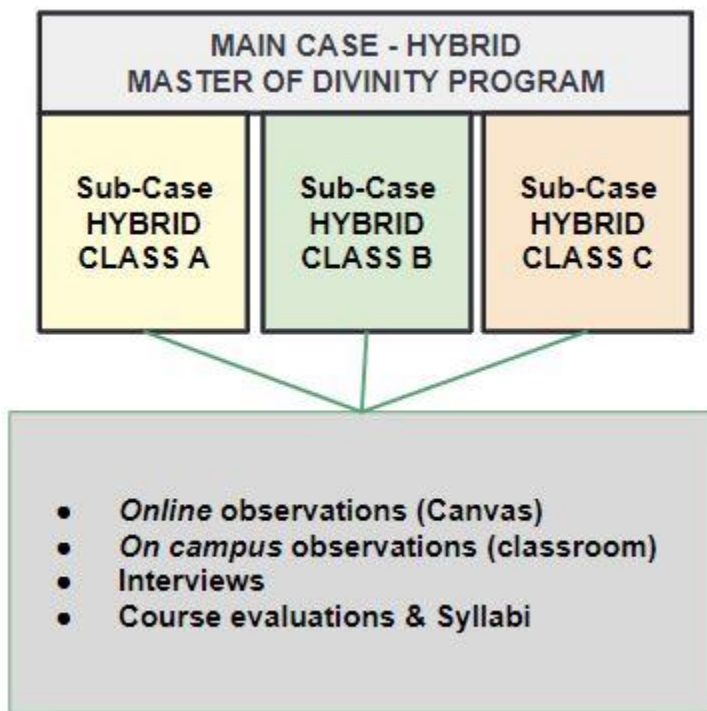 MAIN CASE - HYBRID
MASTER OF DIVINITY PROGRAM
Sub-Case
HYBRID
CLASS A
Sub-Case
HYBRID
CLASS B
Sub-Case
HYBRID
CLASS C
● Online observations (Canvas)
● On campus observations (classroom)
● Interviews
● Course evaluations & Syllabi